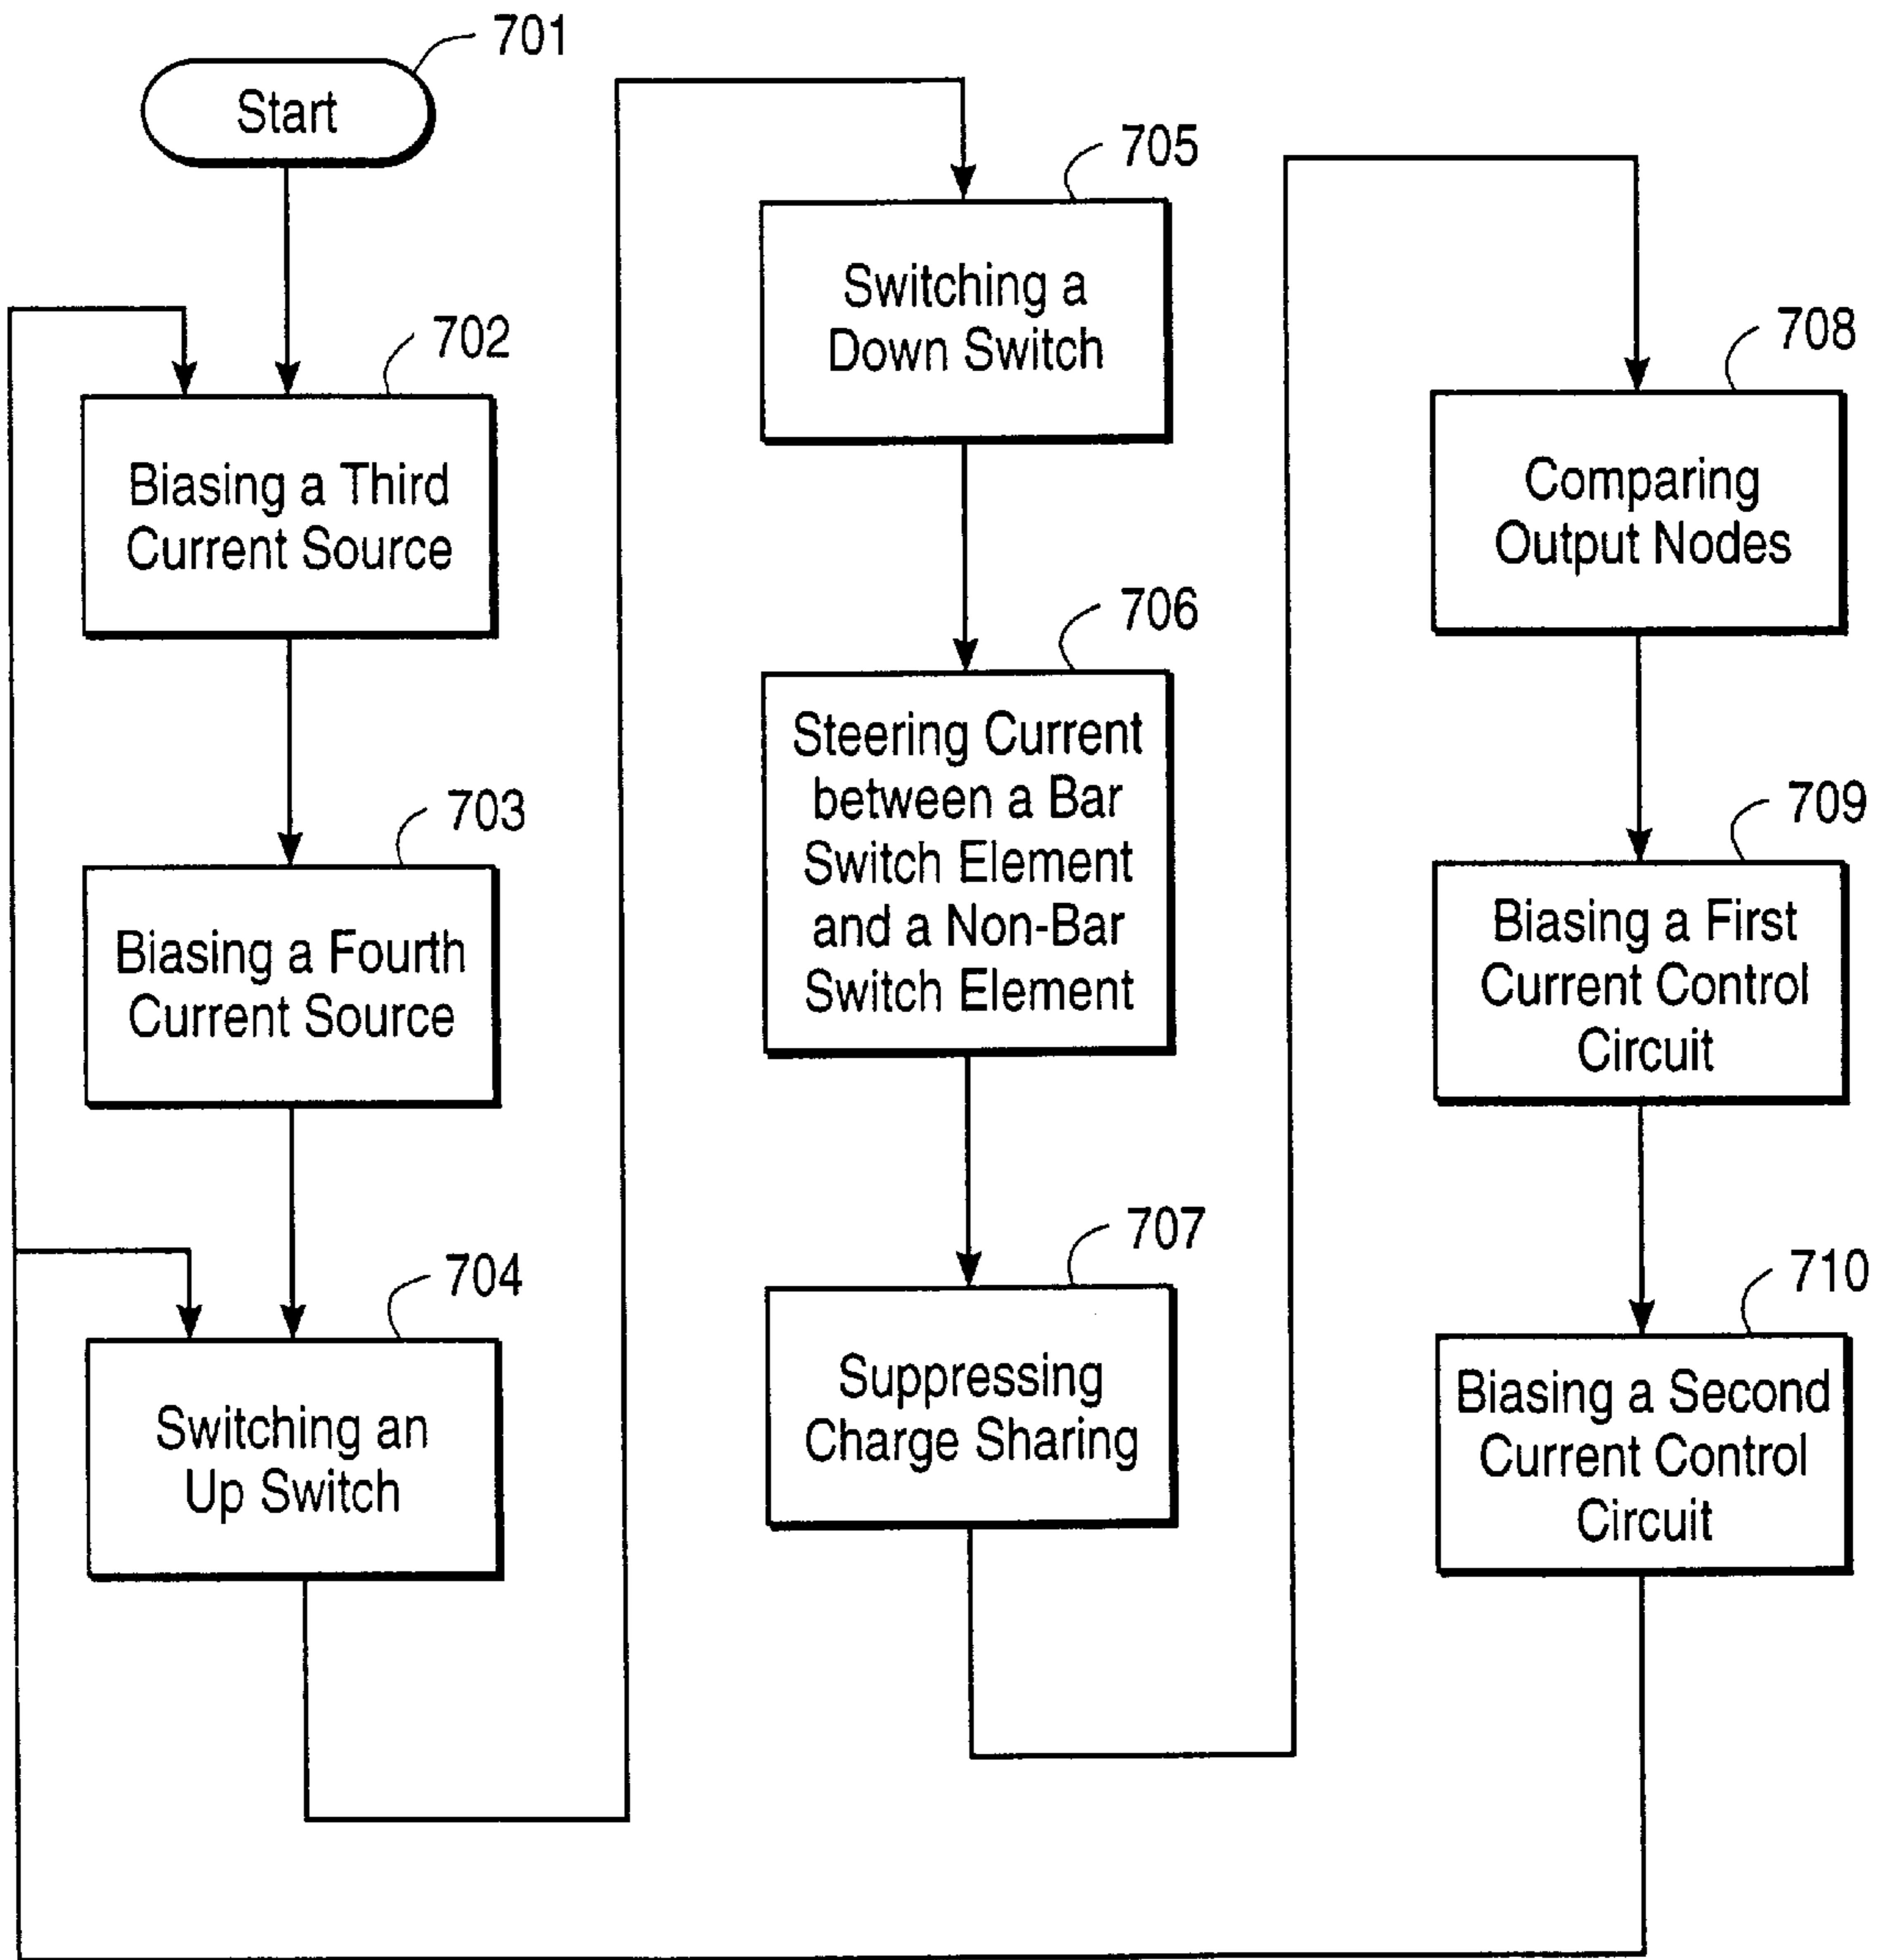 701
Start
702
Biasing a Third
Current Source
703
Biasing a Fourth
Current Source
704
Switching an
Up Switch
705
Switching a
Down Switch
706
Steering Current
between a Bar
Switch Element
and a Non-Bar
Switch Element
707
Suppressing
Charge Sharing
708
Comparing
Output Nodes
709
Biasing a First
Current Control
Circuit
710
Biasing a Second
Current Control
Circuit